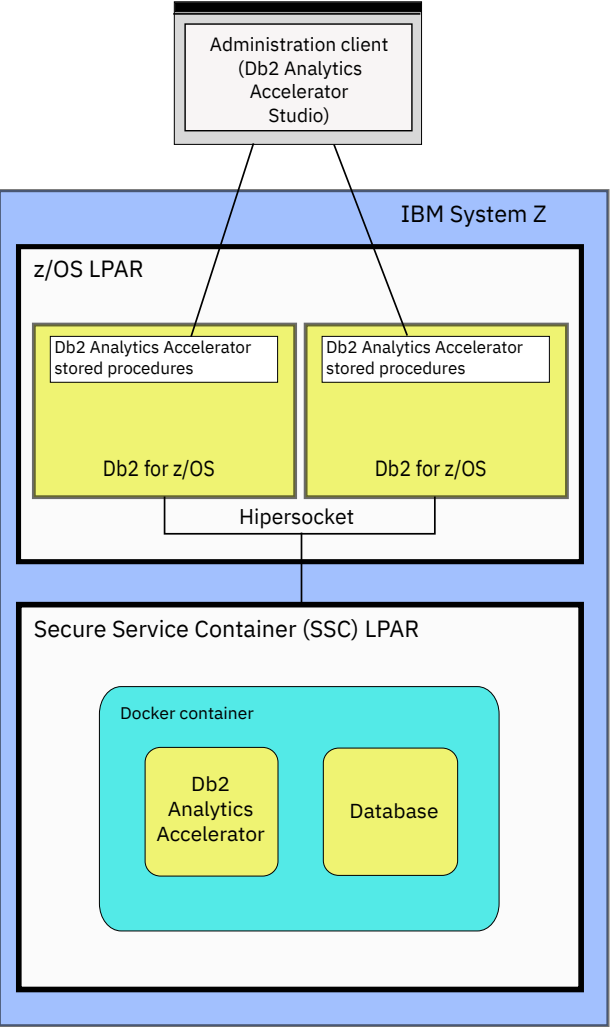 Administration client
(Db2 Analytics
Accelerator
Studio)
IBM System Z
z/OS LPAR
Db2 Analytics Accelerator
stored procedures
Db2 for z/OS
Db2 Analytics Accelerator
stored procedures
Db2 for z/OS
Hipersocket
Secure Service Container (SSC) LPAR
Docker container
Db2
Analytics
Accelerator
Database